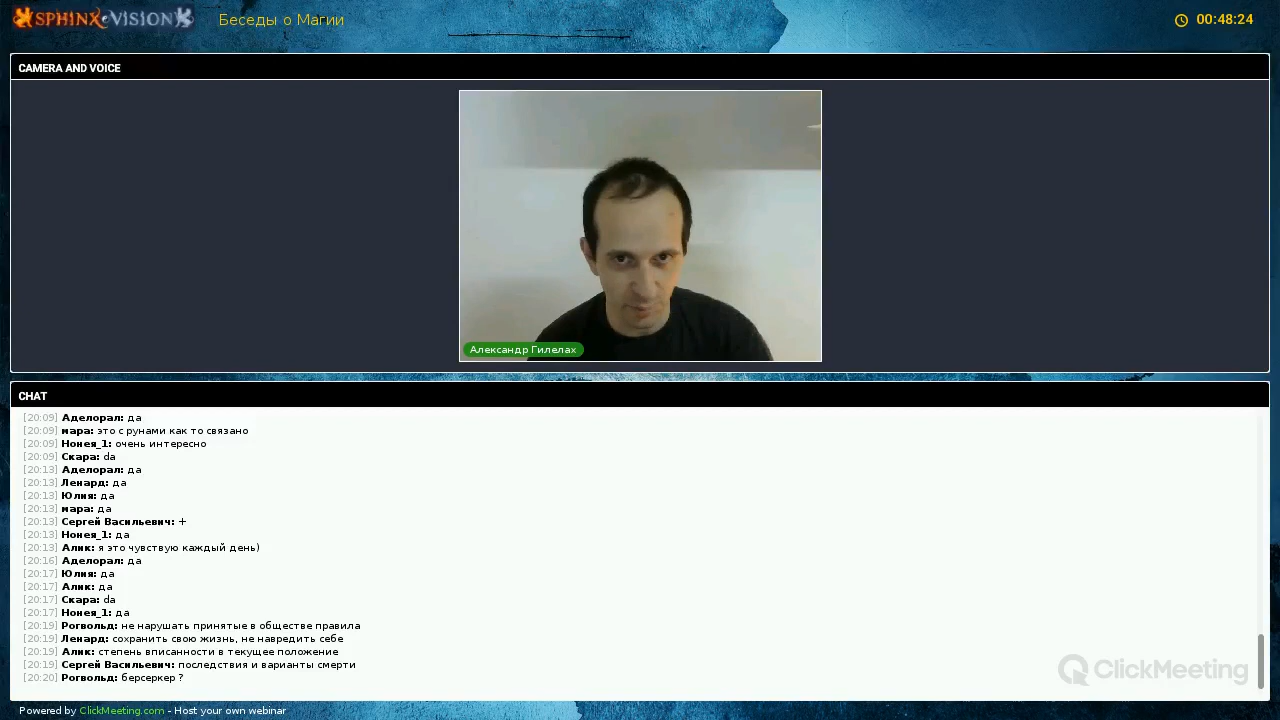 SPHINX VISION Беседы о Магии 00:48:24
CAMERA AND VOICE
Александр Гилелах
CHAT
[20:09] Аделорал: да
[20:09] мара: это с рунами как то связано
[20:09] Нонея_1: очень интересно
[20:09] Скара: da
[20:13] Аделорал: да
[20:13] Ленард: да
[20:13] Юлия: да
[20:13] мара: да
[20:13] Сергей Васильевич: +
[20:13] Нонея_1: да
[20:13] Алик: я это чувствую каждый день)
[20:16] Аделорал: да
[20:17] Юлия: да
[20:17] Алик: да
[20:17] Скара: da
[20:17] Нонея_1: да
[20:19] Рогвольд: не нарушать принятые в обществе правила
[20:19] Ленард: сохранить свою жизнь, не навредить себе
[20:19] Алик: степень вписанности в текущее положение
[20:19] Сергей Васильевич: последствия и варианты смерти
[20:20] Рогвольд: берсеркер ?
ClickMeeting
Powered by ClickMeeting.com - Host your own webinar